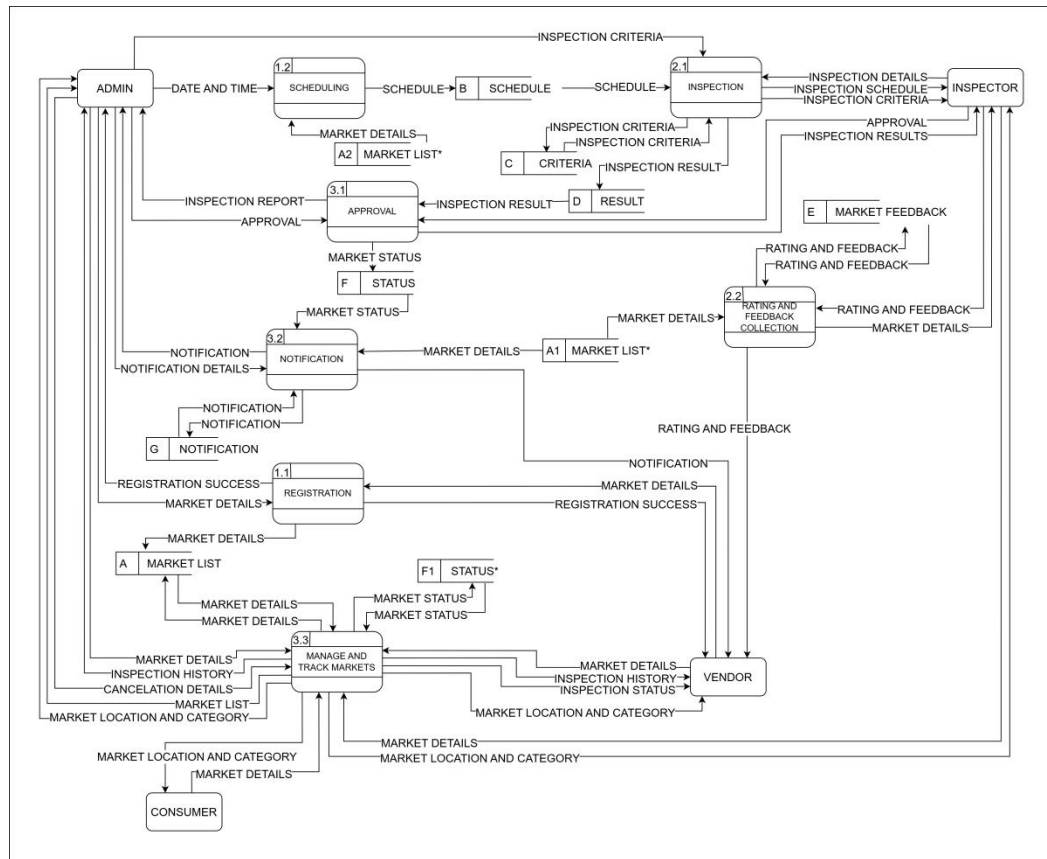 INSPECTION CRITERIA
1.2
2.1
ADMIN
DATE AND TIME
SCHEDULING
SCHEDULE
B
SCHEDULE
SCHEDULE
INSPECTION
INSPECTION DETAILS
INSPECTION SCHEDULE
INSPECTION CRITERIA
INSPECTOR
APPROVAL
INSPECTION RESULTS
MARKET DETAILS
A2
MARKET LIST*
INSPECTION CRITERIA
INSPECTION CRITERIA
C
CRITERIA
INSPECTION RESULT
3.1
INSPECTION REPORT
APPROVAL
INSPECTION RESULT
D
RESULT
APPROVAL
E
MARKET FEEDBACK
MARKET STATUS
RATING AND FEEDBACK
RATING AND FEEDBACK
F
STATUS
2.2
MARKET STATUS
RATING AND
FEEDBACK
COLLECTION
RATING AND FEEDBACK
MARKET DETAILS
MARKET DETAILS
3.2
NOTIFICATION
NOTIFICATION
MARKET DETAILS
A1
MARKET LIST*
NOTIFICATION DETAILS
NOTIFICATION
NOTIFICATION
G
NOTIFICATION
RATING AND FEEDBACK
NOTIFICATION
1.1
REGISTRATION SUCCESS
REGISTRATION
MARKET DETAILS
MARKET DETAILS
REGISTRATION SUCCESS
MARKET DETAILS
A
MARKET LIST
F1
STATUS*
MARKET DETAILS
MARKET DETAILS
MARKET STATUS
MARKET STATUS
3.3
MANAGE AND
TRACK MARKETS
MARKET DETAILS
INSPECTION HISTORY
CANCELATION DETAILS
MARKET LIST
MARKET LOCATION AND CATEGORY
MARKET DETAILS
INSPECTION HISTORY
INSPECTION STATUS
MARKET LOCATION AND CATEGORY
VENDOR
MARKET DETAILS
MARKET LOCATION AND CATEGORY
MARKET LOCATION AND CATEGORY
MARKET DETAILS
CONSUMER